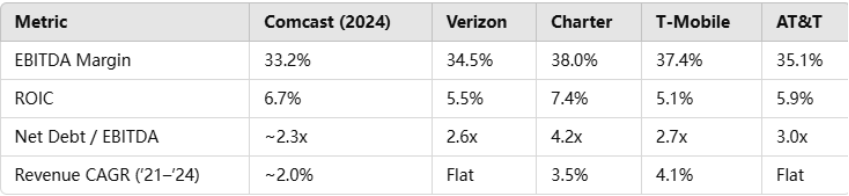 Metric Comcast (2024) Verizon Charter T-Mobile AT&T
EBITDA Margin 33.2% 34.5% 38.0% 37.4% 35.1%
ROIC 6.7% 5.5% 7.4% 5.1% 5.9%
Net Debt / EBITDA ~2.3x 2.6x 4.2x 2.7x 3.0x
Revenue CAGR (’21–’24) ~2.0% Flat 3.5% 4.1% Flat